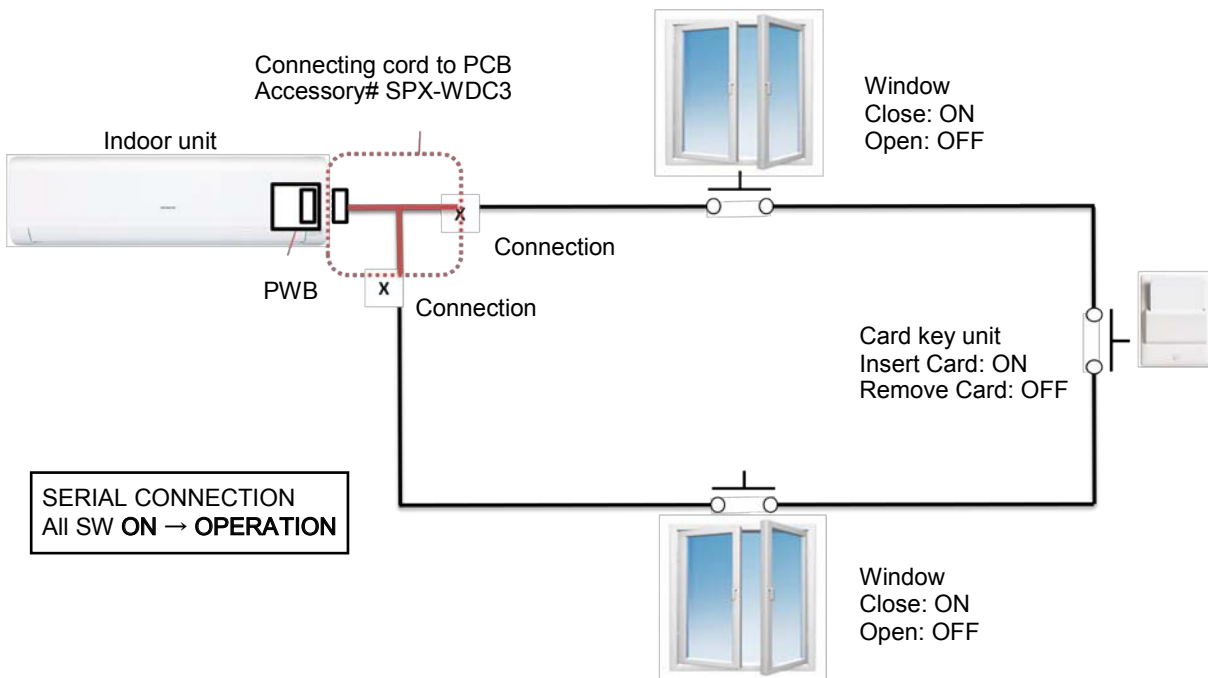 Connecting cord to PCB
Accessory# SPX-WDC3
Indoor unit
Window
Close: ON
Open: OFF
X
Connection
PWB
X
Connection
Card key unit
Insert Card: ON
Remove Card: OFF
SERIAL CONNECTION
All SW ON → OPERATION
Window
Close: ON
Open: OFF